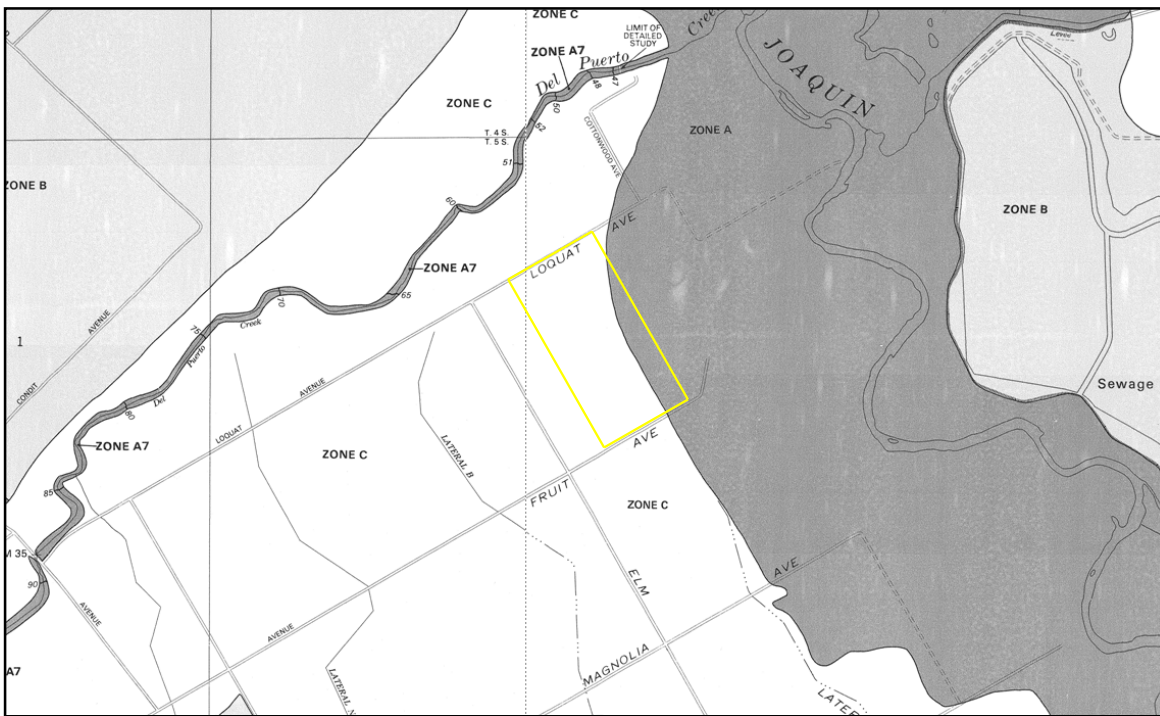 ZONE C
LIMIT OF
DETAILED
STUDY
Creek
ZONE A7
Del Puerto
47
48
50
52
JOAQUIN
Levee
ZONE C
T. 4 S.
T. 5 S.
51
COTTONWOOD AVE
ZONE A
ZONE B
60
ZONE B
LOQUAT AVE
ZONE A7
65
70
Creek
75
Puerto
1
CONDIT AVENUE
Del
80
LOQUAT AVENUE
Sewage
ZONE A7
ZONE C
LATERAL B
FRUIT AVE
85
ZONE C
M 35
90
ELM
AVENUE
AVENUE
MAGNOLIA AVE
A7
LATERAL N
LATER